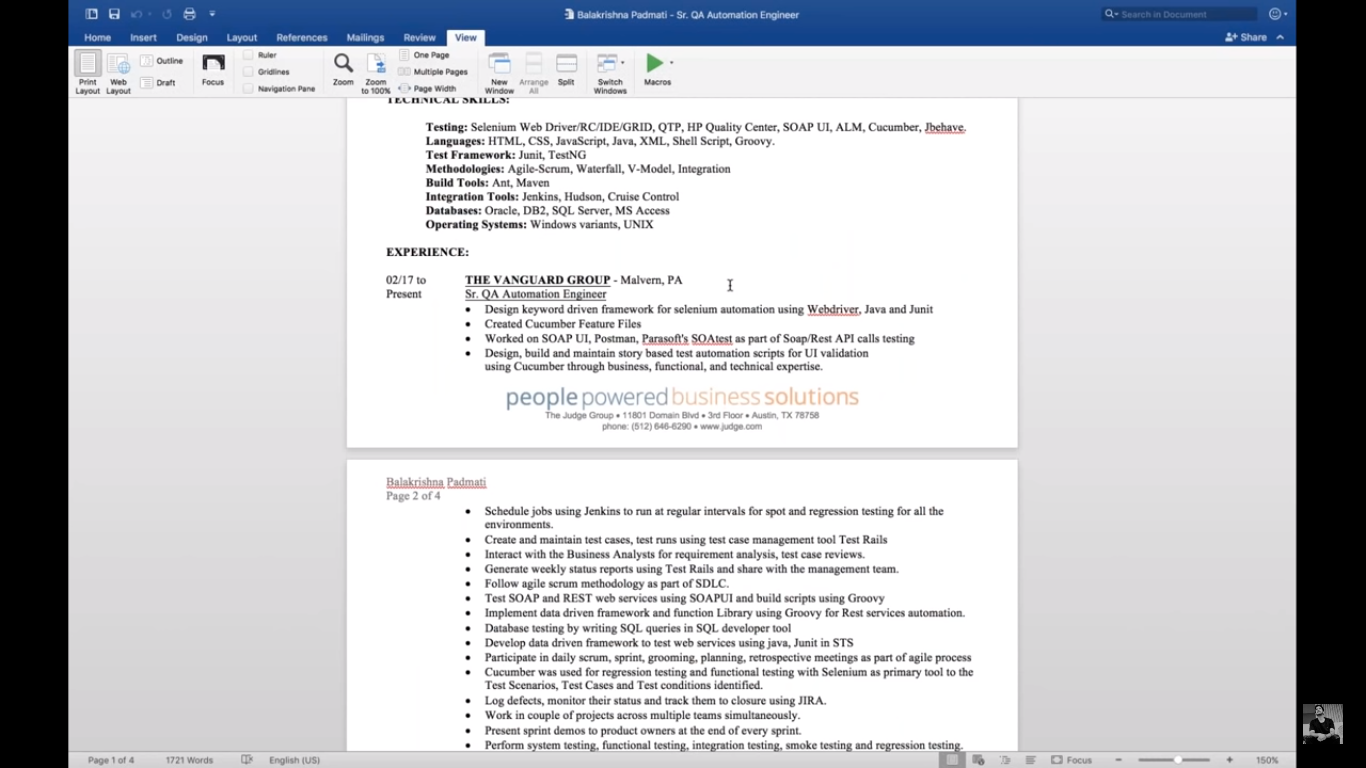 Balakrishna Padmati - Sr. QA Automation Engineer
Search in Document
Home Insert Design Layout References Mailings Review View
Share
Print Layout
Web Layout
Outline
Draft
Focus
Ruler
Gridlines
Navigation Pane
Zoom
Zoom to 100%
One Page
Multiple Pages
Page Width
New Window
Arrange All
Split
Switch Windows
Macros
TECHNICAL SKILLS:
Testing: Selenium Web Driver/RC/IDE/GRID, QTP, HP Quality Center, SOAP UI, ALM, Cucumber, Jbehave.
Languages: HTML, CSS, JavaScript, Java, XML, Shell Script, Groovy.
Test Framework: Junit, TestNG
Methodologies: Agile-Scrum, Waterfall, V-Model, Integration
Build Tools: Ant, Maven
Integration Tools: Jenkins, Hudson, Cruise Control
Databases: Oracle, DB2, SQL Server, MS Access
Operating Systems: Windows variants, UNIX
EXPERIENCE:
02/17 to THE VANGUARD GROUP - Malvern, PA
Present Sr. QA Automation Engineer
• Design keyword driven framework for selenium automation using Webdriver, Java and Junit
• Created Cucumber Feature Files
• Worked on SOAP UI, Postman, Parasoft's SOAtest as part of Soap/Rest API calls testing
• Design, build and maintain story based test automation scripts for UI validation
using Cucumber through business, functional, and technical expertise.
people powered business solutions
The Judge Group • 11801 Domain Blvd • 3rd Floor • Austin, TX 78758
phone: (512) 646-6290 • www.judge.com
Balakrishna Padmati
Page 2 of 4
• Schedule jobs using Jenkins to run at regular intervals for spot and regression testing for all the
environments.
• Create and maintain test cases, test runs using test case management tool Test Rails
• Interact with the Business Analysts for requirement analysis, test case reviews.
• Generate weekly status reports using Test Rails and share with the management team.
• Follow agile scrum methodology as part of SDLC.
• Test SOAP and REST web services using SOAPUI and build scripts using Groovy
• Implement data driven framework and function Library using Groovy for Rest services automation.
• Database testing by writing SQL queries in SQL developer tool
• Develop data driven framework to test web services using java, Junit in STS
• Participate in daily scrum, sprint, grooming, planning, retrospective meetings as part of agile process
• Cucumber was used for regression testing and functional testing with Selenium as primary tool to the
Test Scenarios, Test Cases and Test conditions identified.
• Log defects, monitor their status and track them to closure using JIRA.
• Work in couple of projects across multiple teams simultaneously.
• Present sprint demos to product owners at the end of every sprint.
• Perform system testing, functional testing, integration testing, smoke testing and regression testing.
Page 1 of 4 1721 Words English (US) Focus 150%